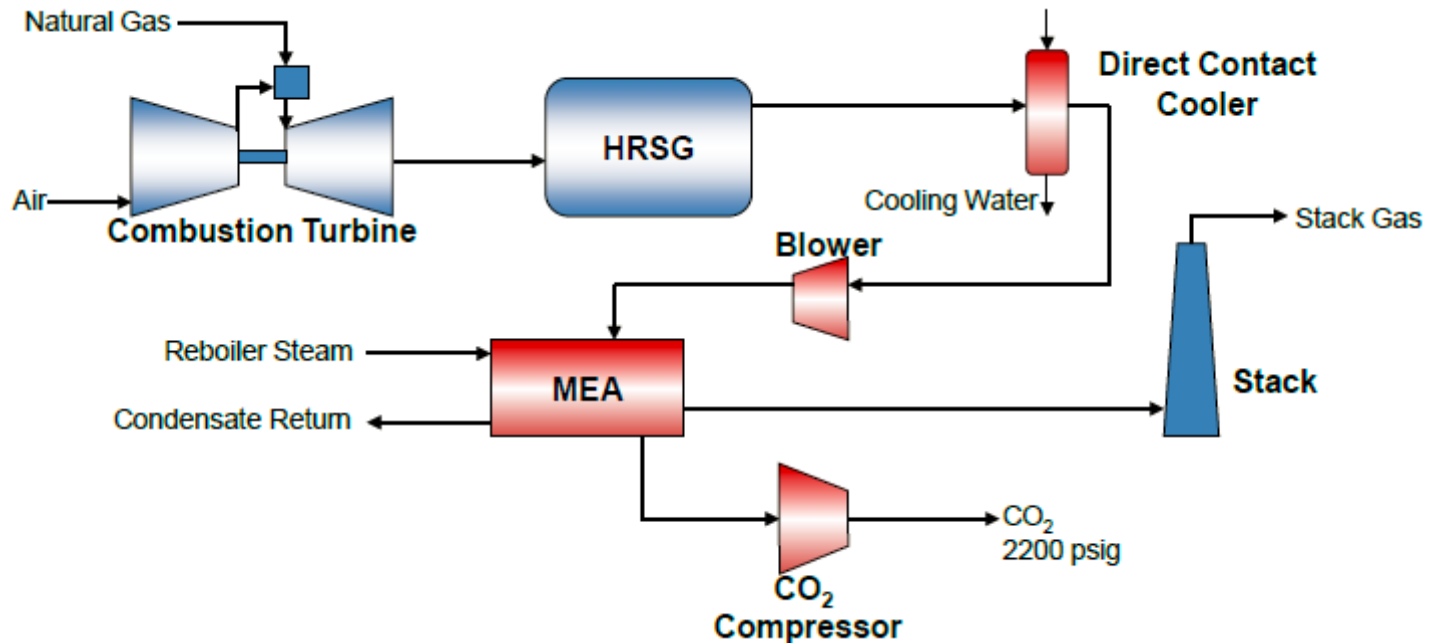 Natural Gas
Air
Combustion Turbine
HRSG
Direct Contact
Cooler
Cooling Water
Blower
Stack Gas
Reboiler Steam
MEA
Stack
Condensate Return
CO₂
2200 psig
CO₂
Compressor